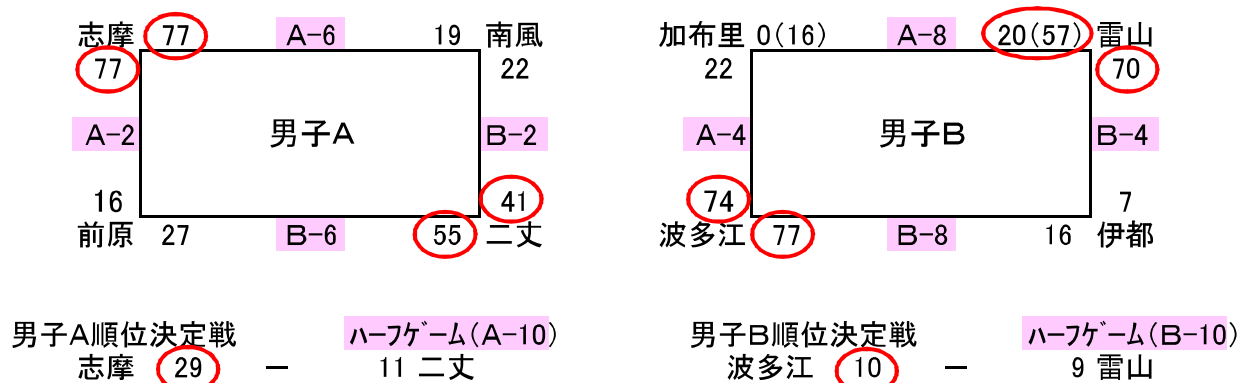 志摩 77 A-6 19 南風 加布里 0(16) A-8 20(57) 雷山
77 22 22 70
A-2 男子A B-2 A-4 男子B B-4
16 41 74 7
前原 27 B-6 55 二丈 波多江 77 B-8 16 伊都
男子A順位決定戦 ﾊｰﾌｹﾞｰﾑ(A-10) 男子B順位決定戦 ﾊｰﾌｹﾞｰﾑ(B-10)
志摩 29 － 11 二丈 波多江 10 － 9 雷山